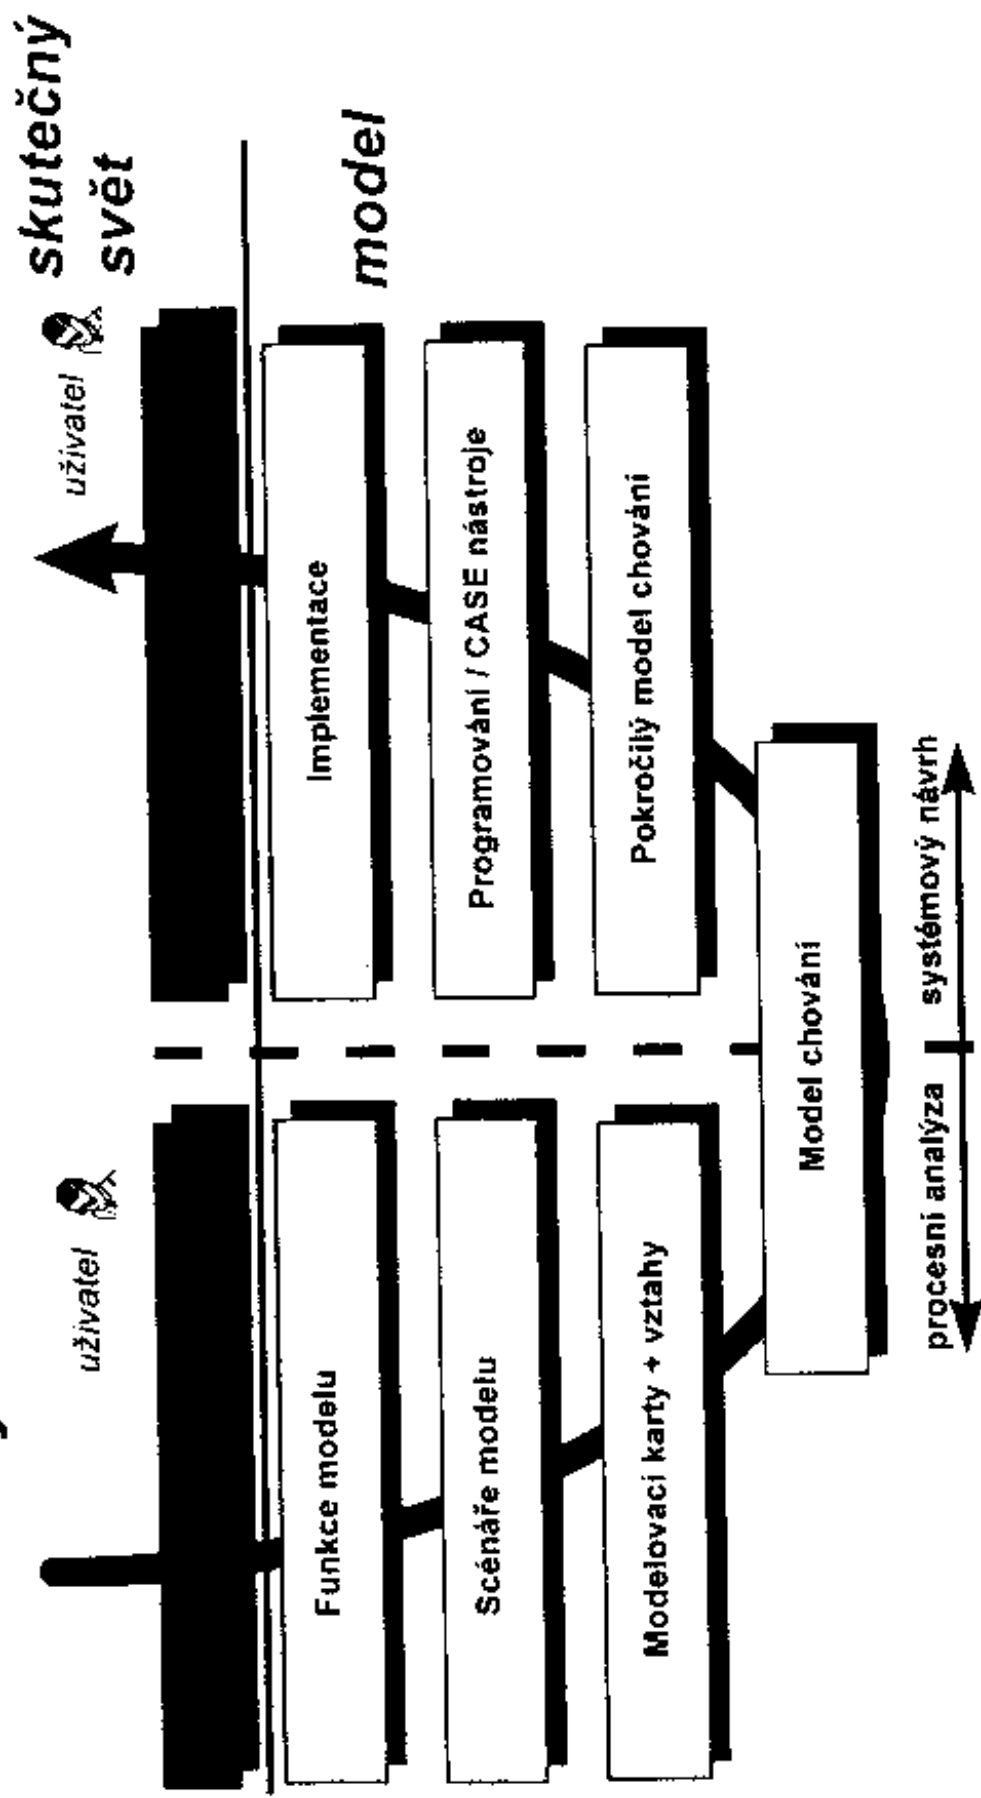 skutečný
svět
uživatel
uživatel
model
Funkce modelu
Implementace
Scénáře modelu
Programování / CASE nástroje
Modelovací karty + vztahy
Pokročilý model chování
Model chování
procesní analýza
systémový návrh